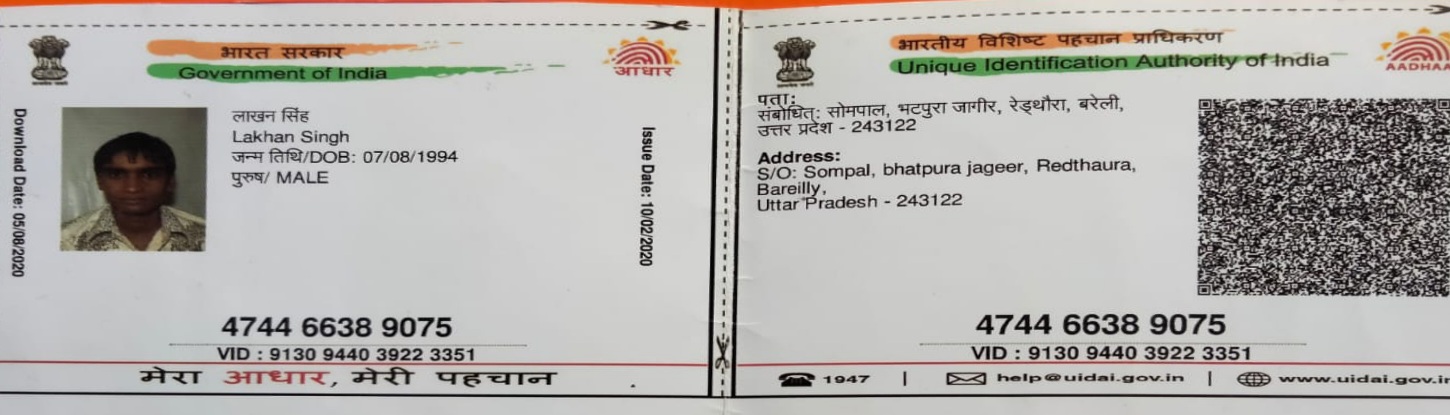 भारत सरकार
Government of India
आधार
Download Date: 05/08/2020
लाखन सिंह
Lakhan Singh
जन्म तिथि/DOB: 07/08/1994
पुरुष/ MALE
Issue Date: 10/02/2020
4744 6638 9075
VID : 9130 9440 3922 3351
मेरा आधार, मेरी पहचान
भारतीय विशिष्ट पहचान प्राधिकरण
Unique Identification Authority of India
पता:
संबोधित: सोमपाल, भटपुरा जागीर, रेड्थौरा, बरेली,
उत्तर प्रदेश - 243122
Address:
S/O: Sompal, bhatpura jageer, Redthaura,
Bareilly,
Uttar Pradesh - 243122
4744 6638 9075
VID : 9130 9440 3922 3351
1947 | help@uidai.gov.in |